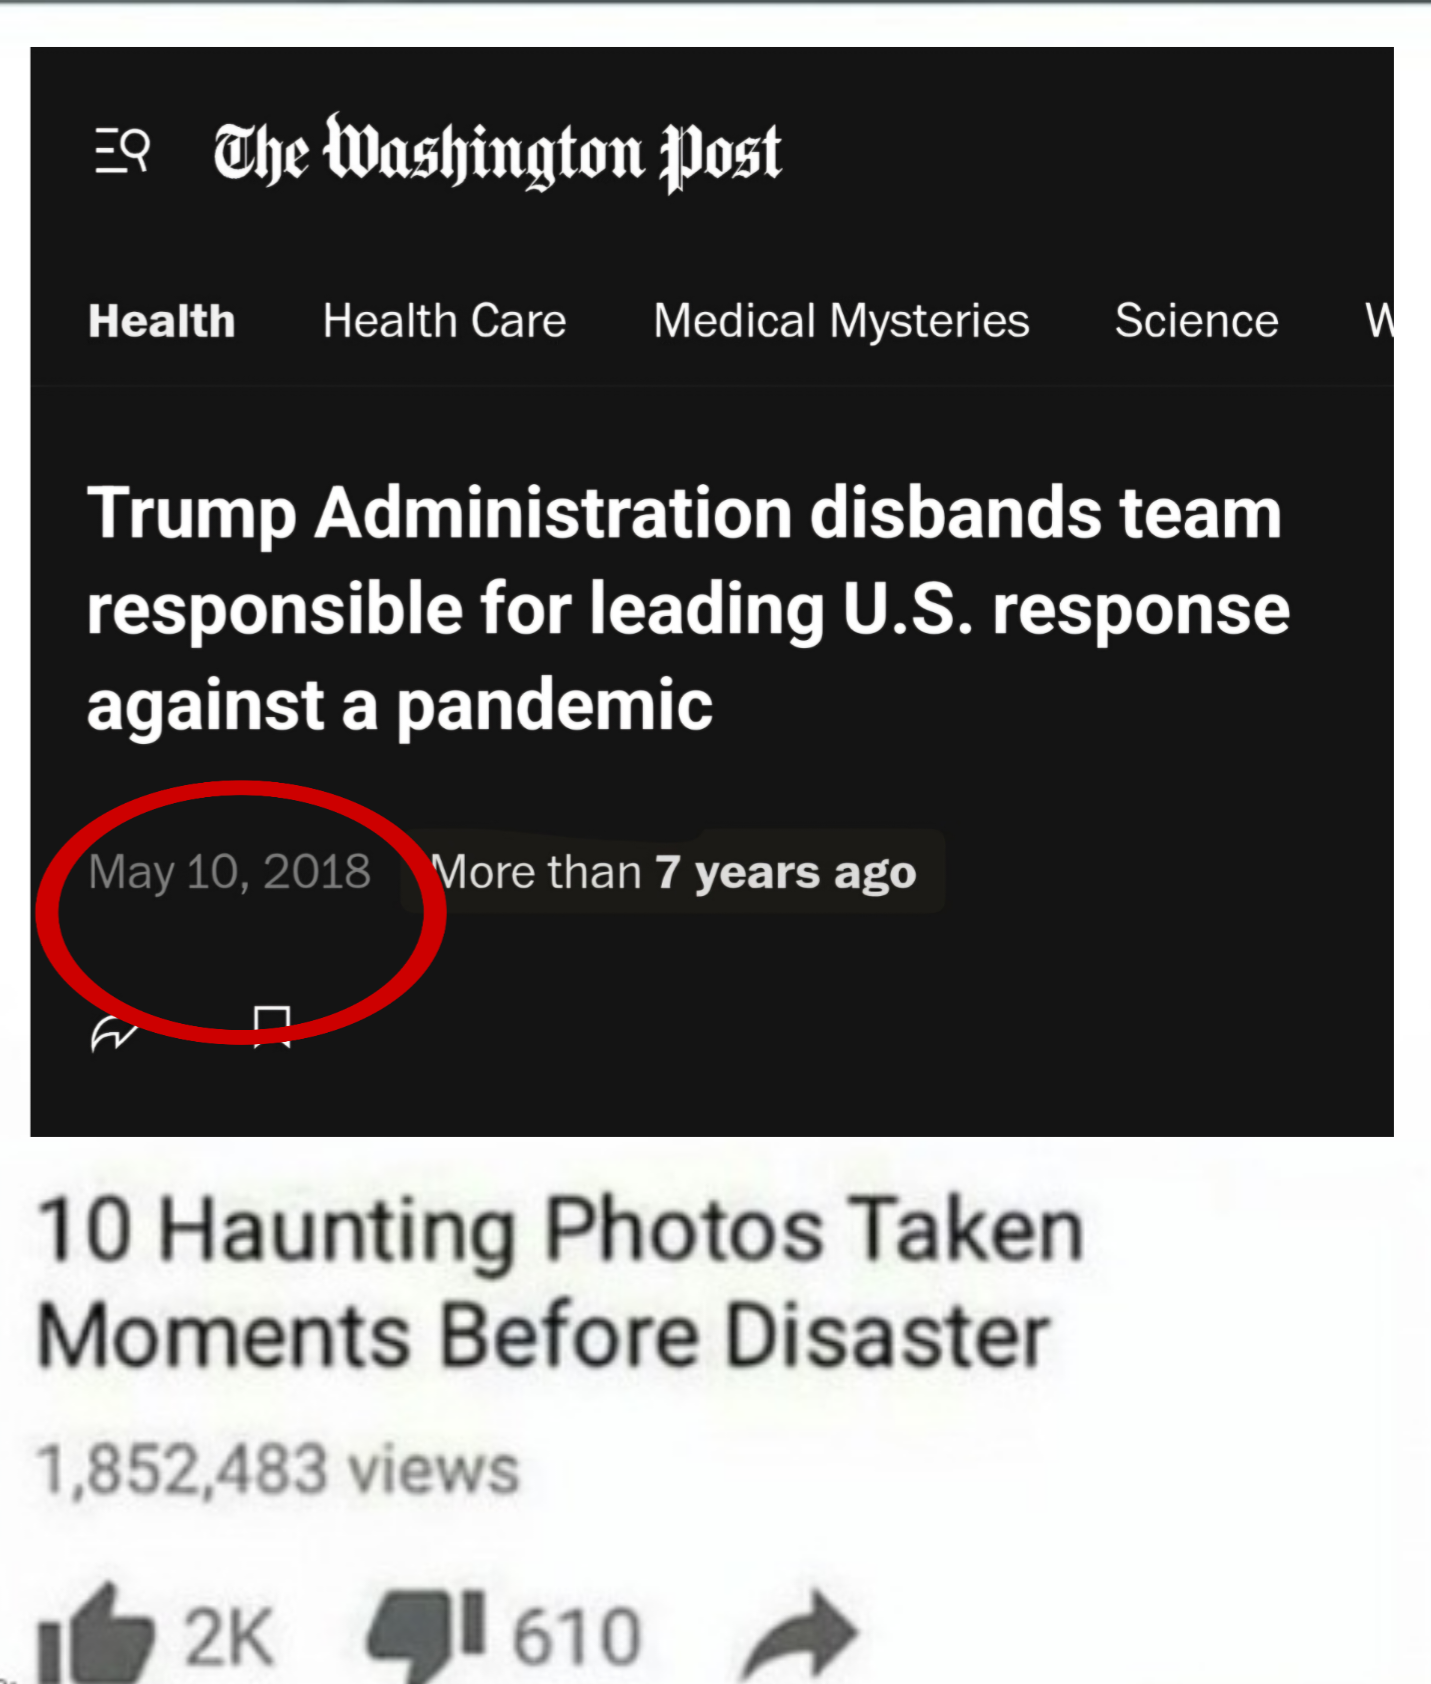 The Washington Post
Health Health Care Medical Mysteries Science W
Trump Administration disbands team
responsible for leading U.S. response
against a pandemic
May 10, 2018 More than 7 years ago
10 Haunting Photos Taken
Moments Before Disaster
1,852,483 views
2K 610